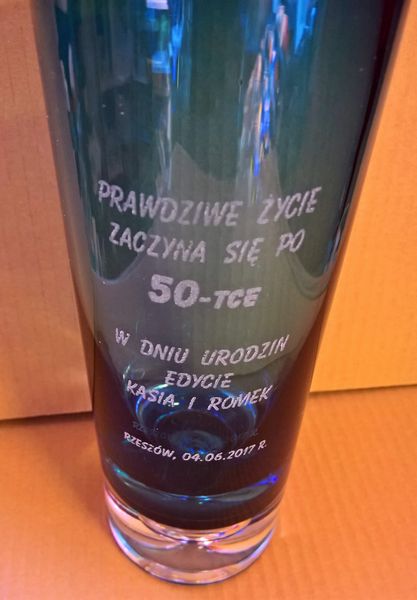 PRAWDZIWE ŻYCIE
ZACZYNA SIĘ PO
50-TCE
W DNIU URODZIN
EDYCIE
KASIA I ROMEK
RZESZÓW, 04.06.2017 R.